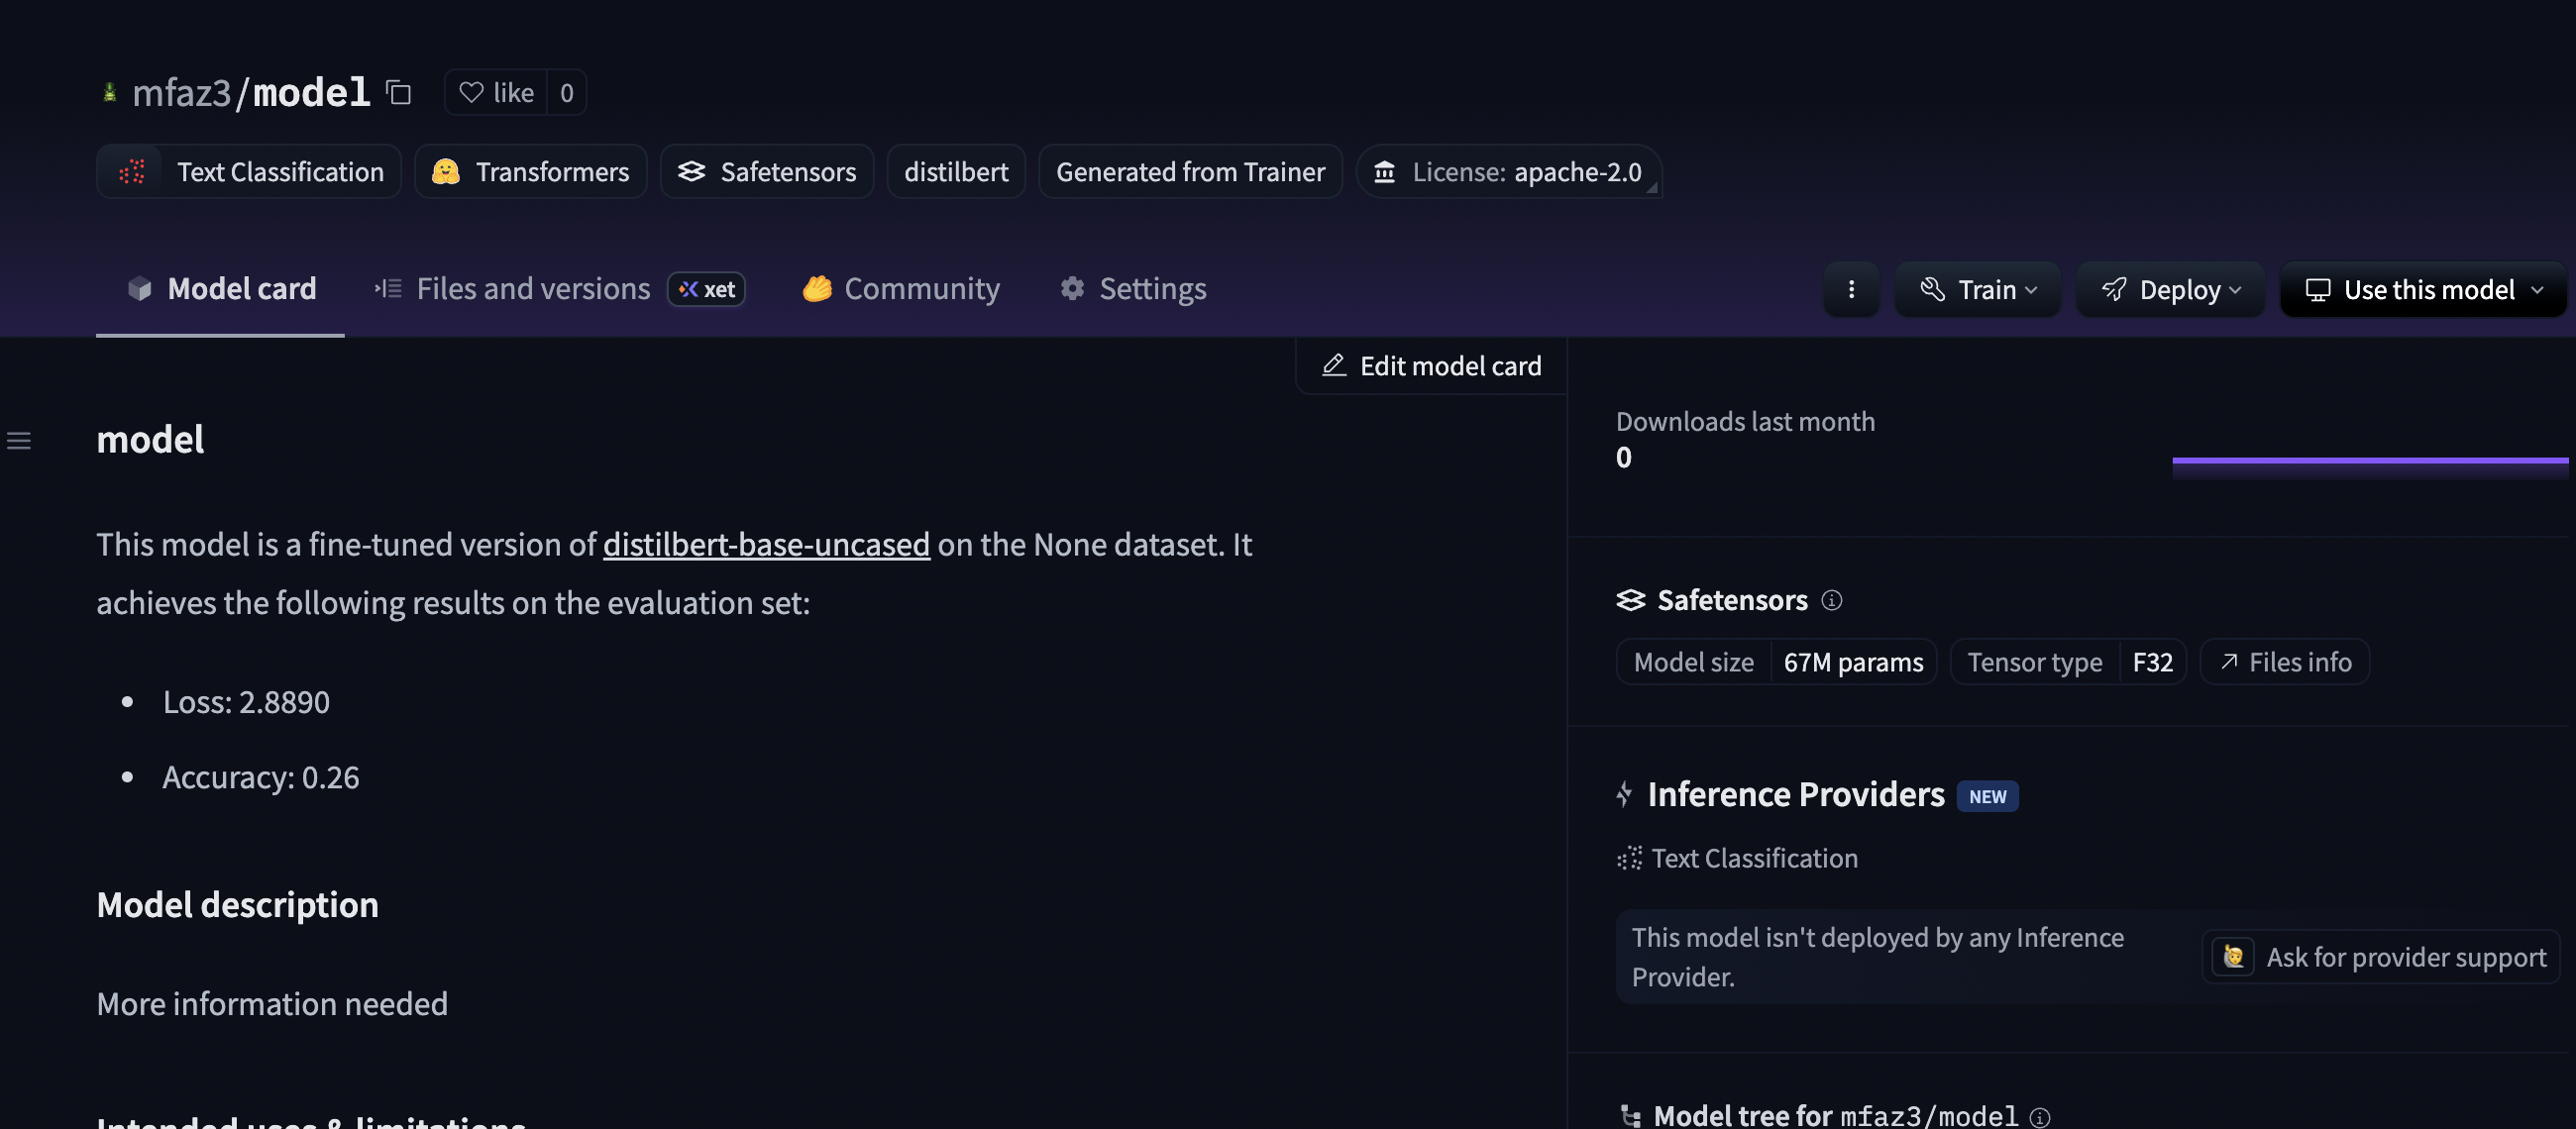 mfaz3/model
like 0
Text Classification Transformers Safetensors distilbert Generated from Trainer License: apache-2.0
Model card Files and versions xet Community Settings
Train Deploy Use this model
Edit model card
model
This model is a fine-tuned version of distilbert-base-uncased on the None dataset. It
achieves the following results on the evaluation set:
Loss: 2.8890
Accuracy: 0.26
Model description
More information needed
Intended uses & limitations
Downloads last month
0
Safetensors
Model size 67M params Tensor type F32 Files info
Inference Providers NEW
Text Classification
This model isn't deployed by any Inference
Provider.
Ask for provider support
Model tree for mfaz3/model